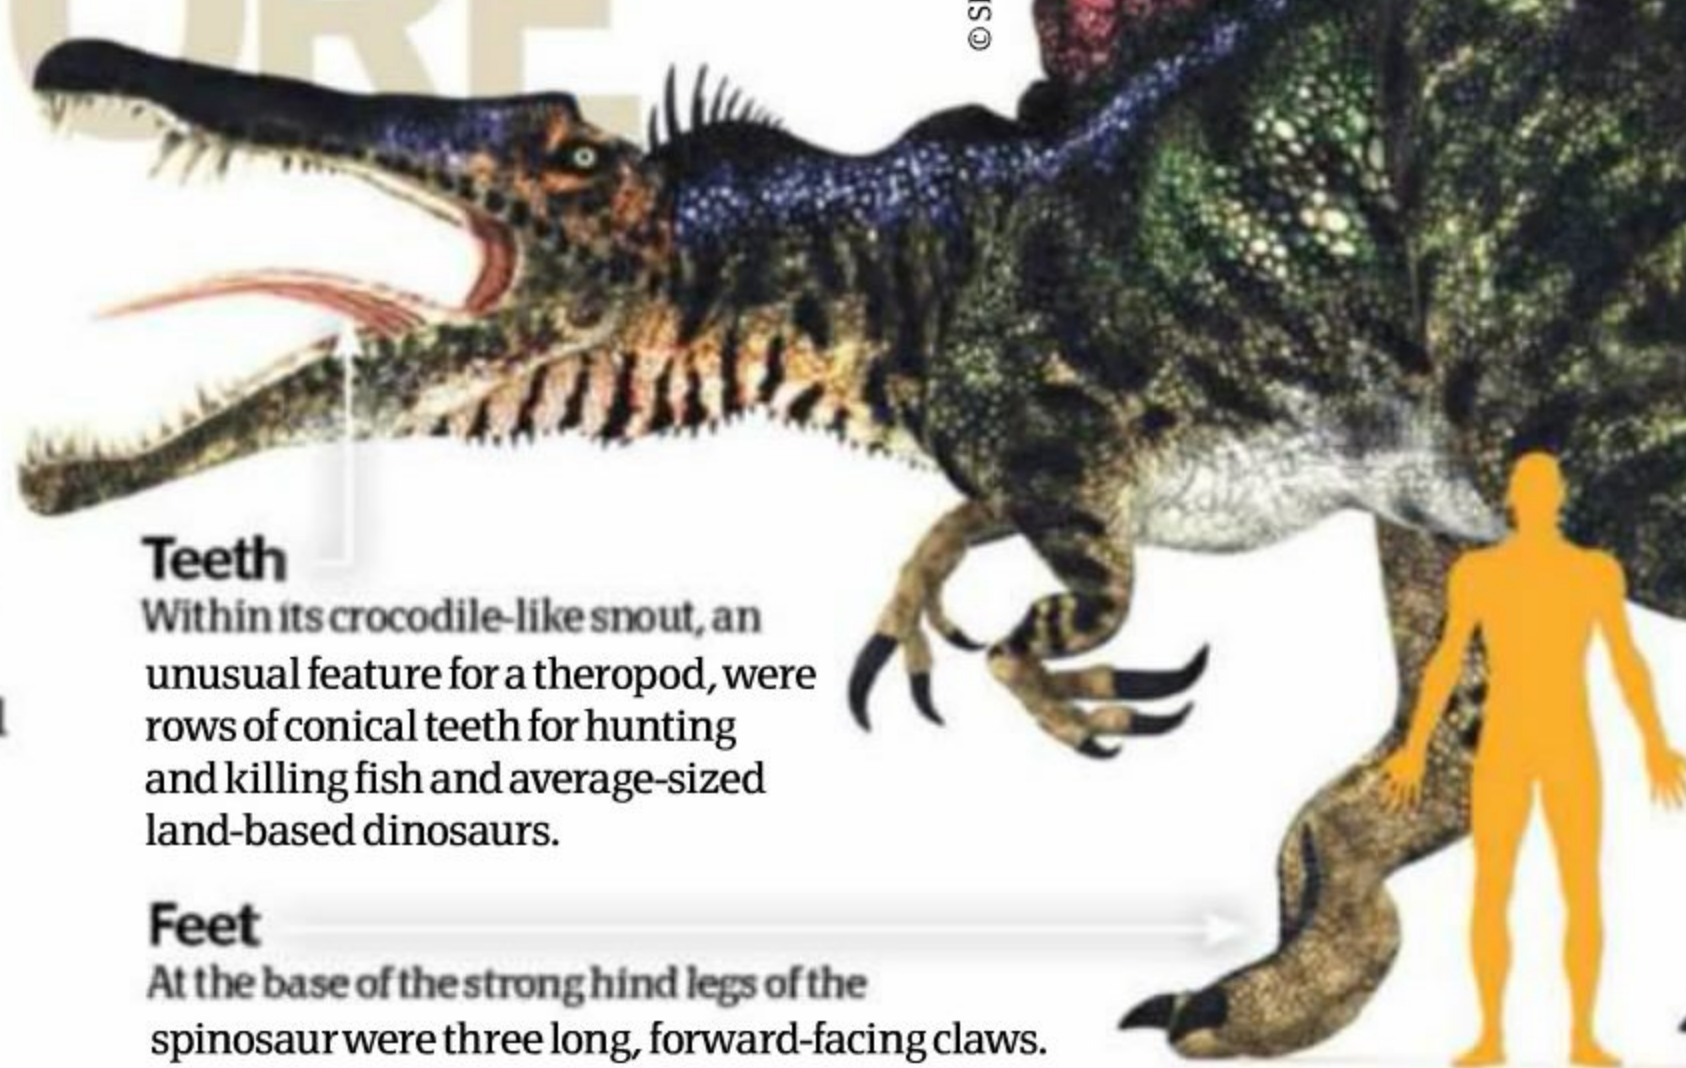 ORE
© S
Teeth
Within its crocodile-like snout, an
unusual feature for a theropod, were
rows of conical teeth for hunting
and killing fish and average-sized
land-based dinosaurs.
Feet
At the base of the strong hind legs of the
spinosaur were three long, forward-facing claws.